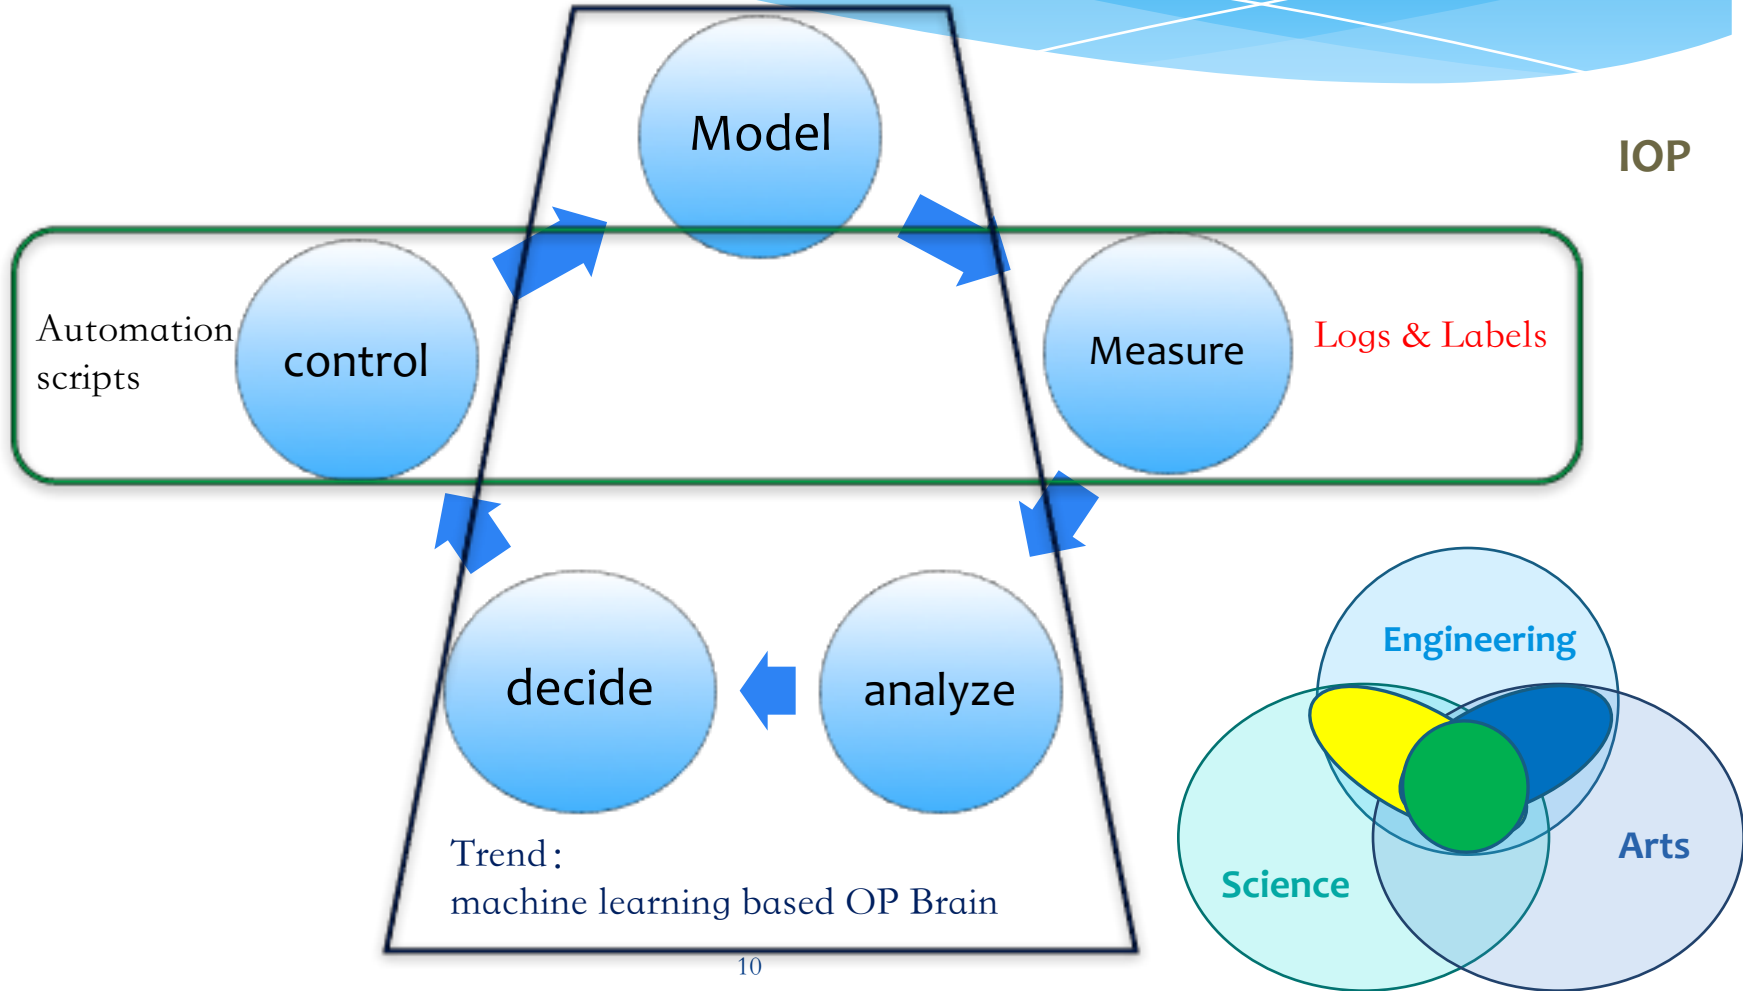 Model
IOP
Automation
scripts
control
Measure
Logs & Labels
decide
analyze
Trend:
machine learning based OP Brain
10
Engineering
Science
Arts